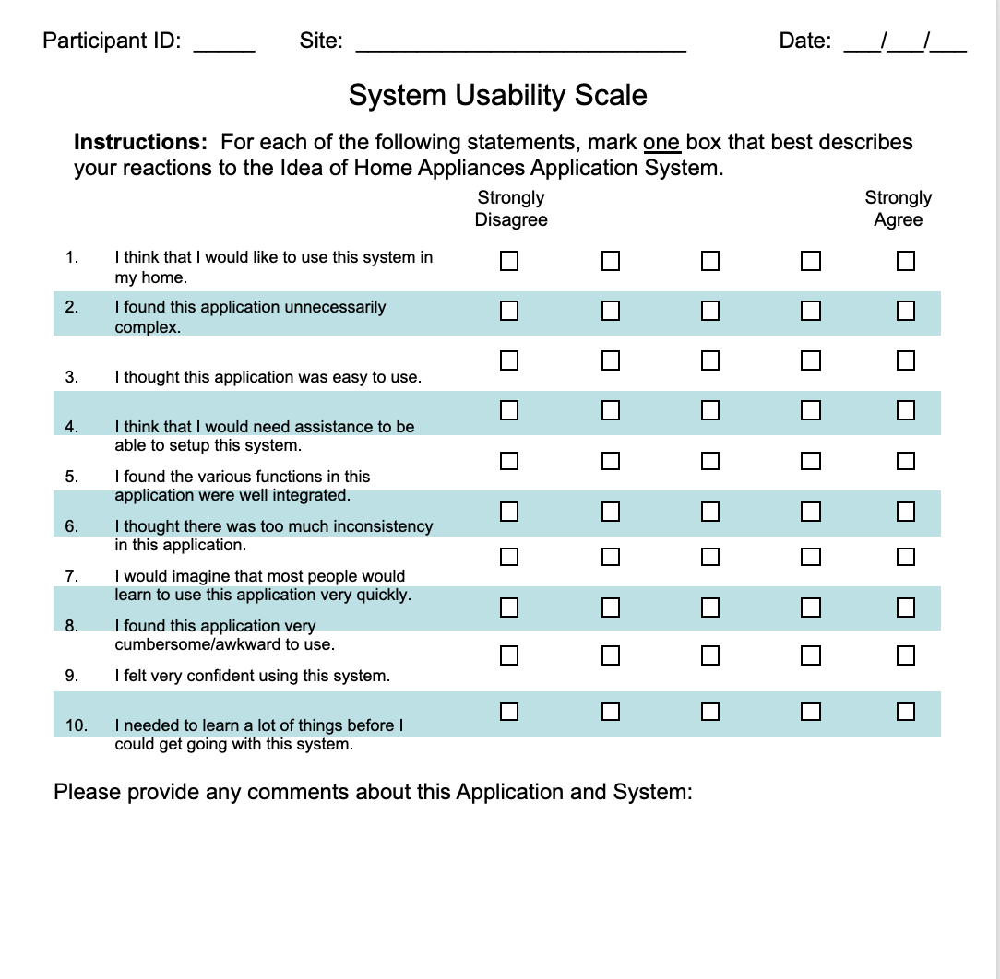 Participant ID: _____ Site: ___________________________ Date: ___/___/___
System Usability Scale
Instructions: For each of the following statements, mark one box that best describes
your reactions to the Idea of Home Appliances Application System.
Strongly Strongly
Disagree Agree
1. I think that I would like to use this system in
my home.
2. I found this application unnecessarily
complex.
3. I thought this application was easy to use.
4. I think that I would need assistance to be
able to setup this system.
5. I found the various functions in this
application were well integrated.
6. I thought there was too much inconsistency
in this application.
7. I would imagine that most people would
learn to use this application very quickly.
8. I found this application very
cumbersome/awkward to use.
9. I felt very confident using this system.
10. I needed to learn a lot of things before I
could get going with this system.
Please provide any comments about this Application and System: